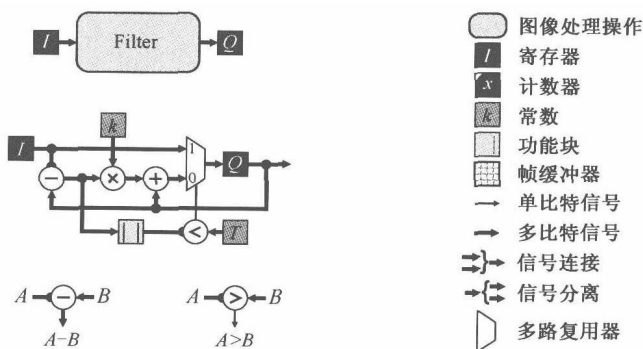 I
Filter
Q
k
I
1
Q
0
−
×
+
| |
<
T
A
−
B
A−B
A
>
B
A>B
图像处理操作
I 寄存器
x 计数器
k 常数
功能块
帧缓冲器
单比特信号
多比特信号
信号连接
信号分离
多路复用器